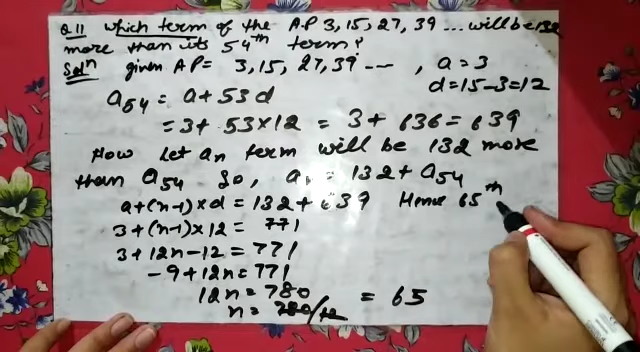 Q 11 Which term of the A.P 3, 15, 27, 39 ... will be 132
more than its 54th term?
Soln given AP = 3, 15, 27, 39 ---- , a = 3
d = 15 - 3 = 12
a54 = a + 53d
= 3 + 53 × 12 = 3 + 636 = 639
Now let an term will be 132 more
than a54 So, an = 132 + a54
a + (n-1) × d = 132 + 639 Hence 65th
3 + (n-1) × 12 = 771
3 + 12n - 12 = 771
-9 + 12n = 771
12n = 780
n = 780/12 = 65